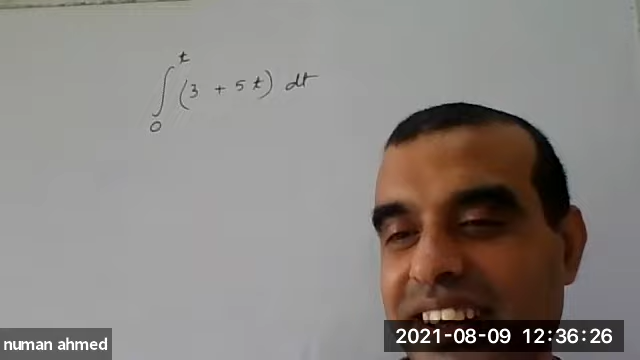 ∫₀ᵗ (3 + 5t) dt
numan ahmed
2021-08-09 12:36:26